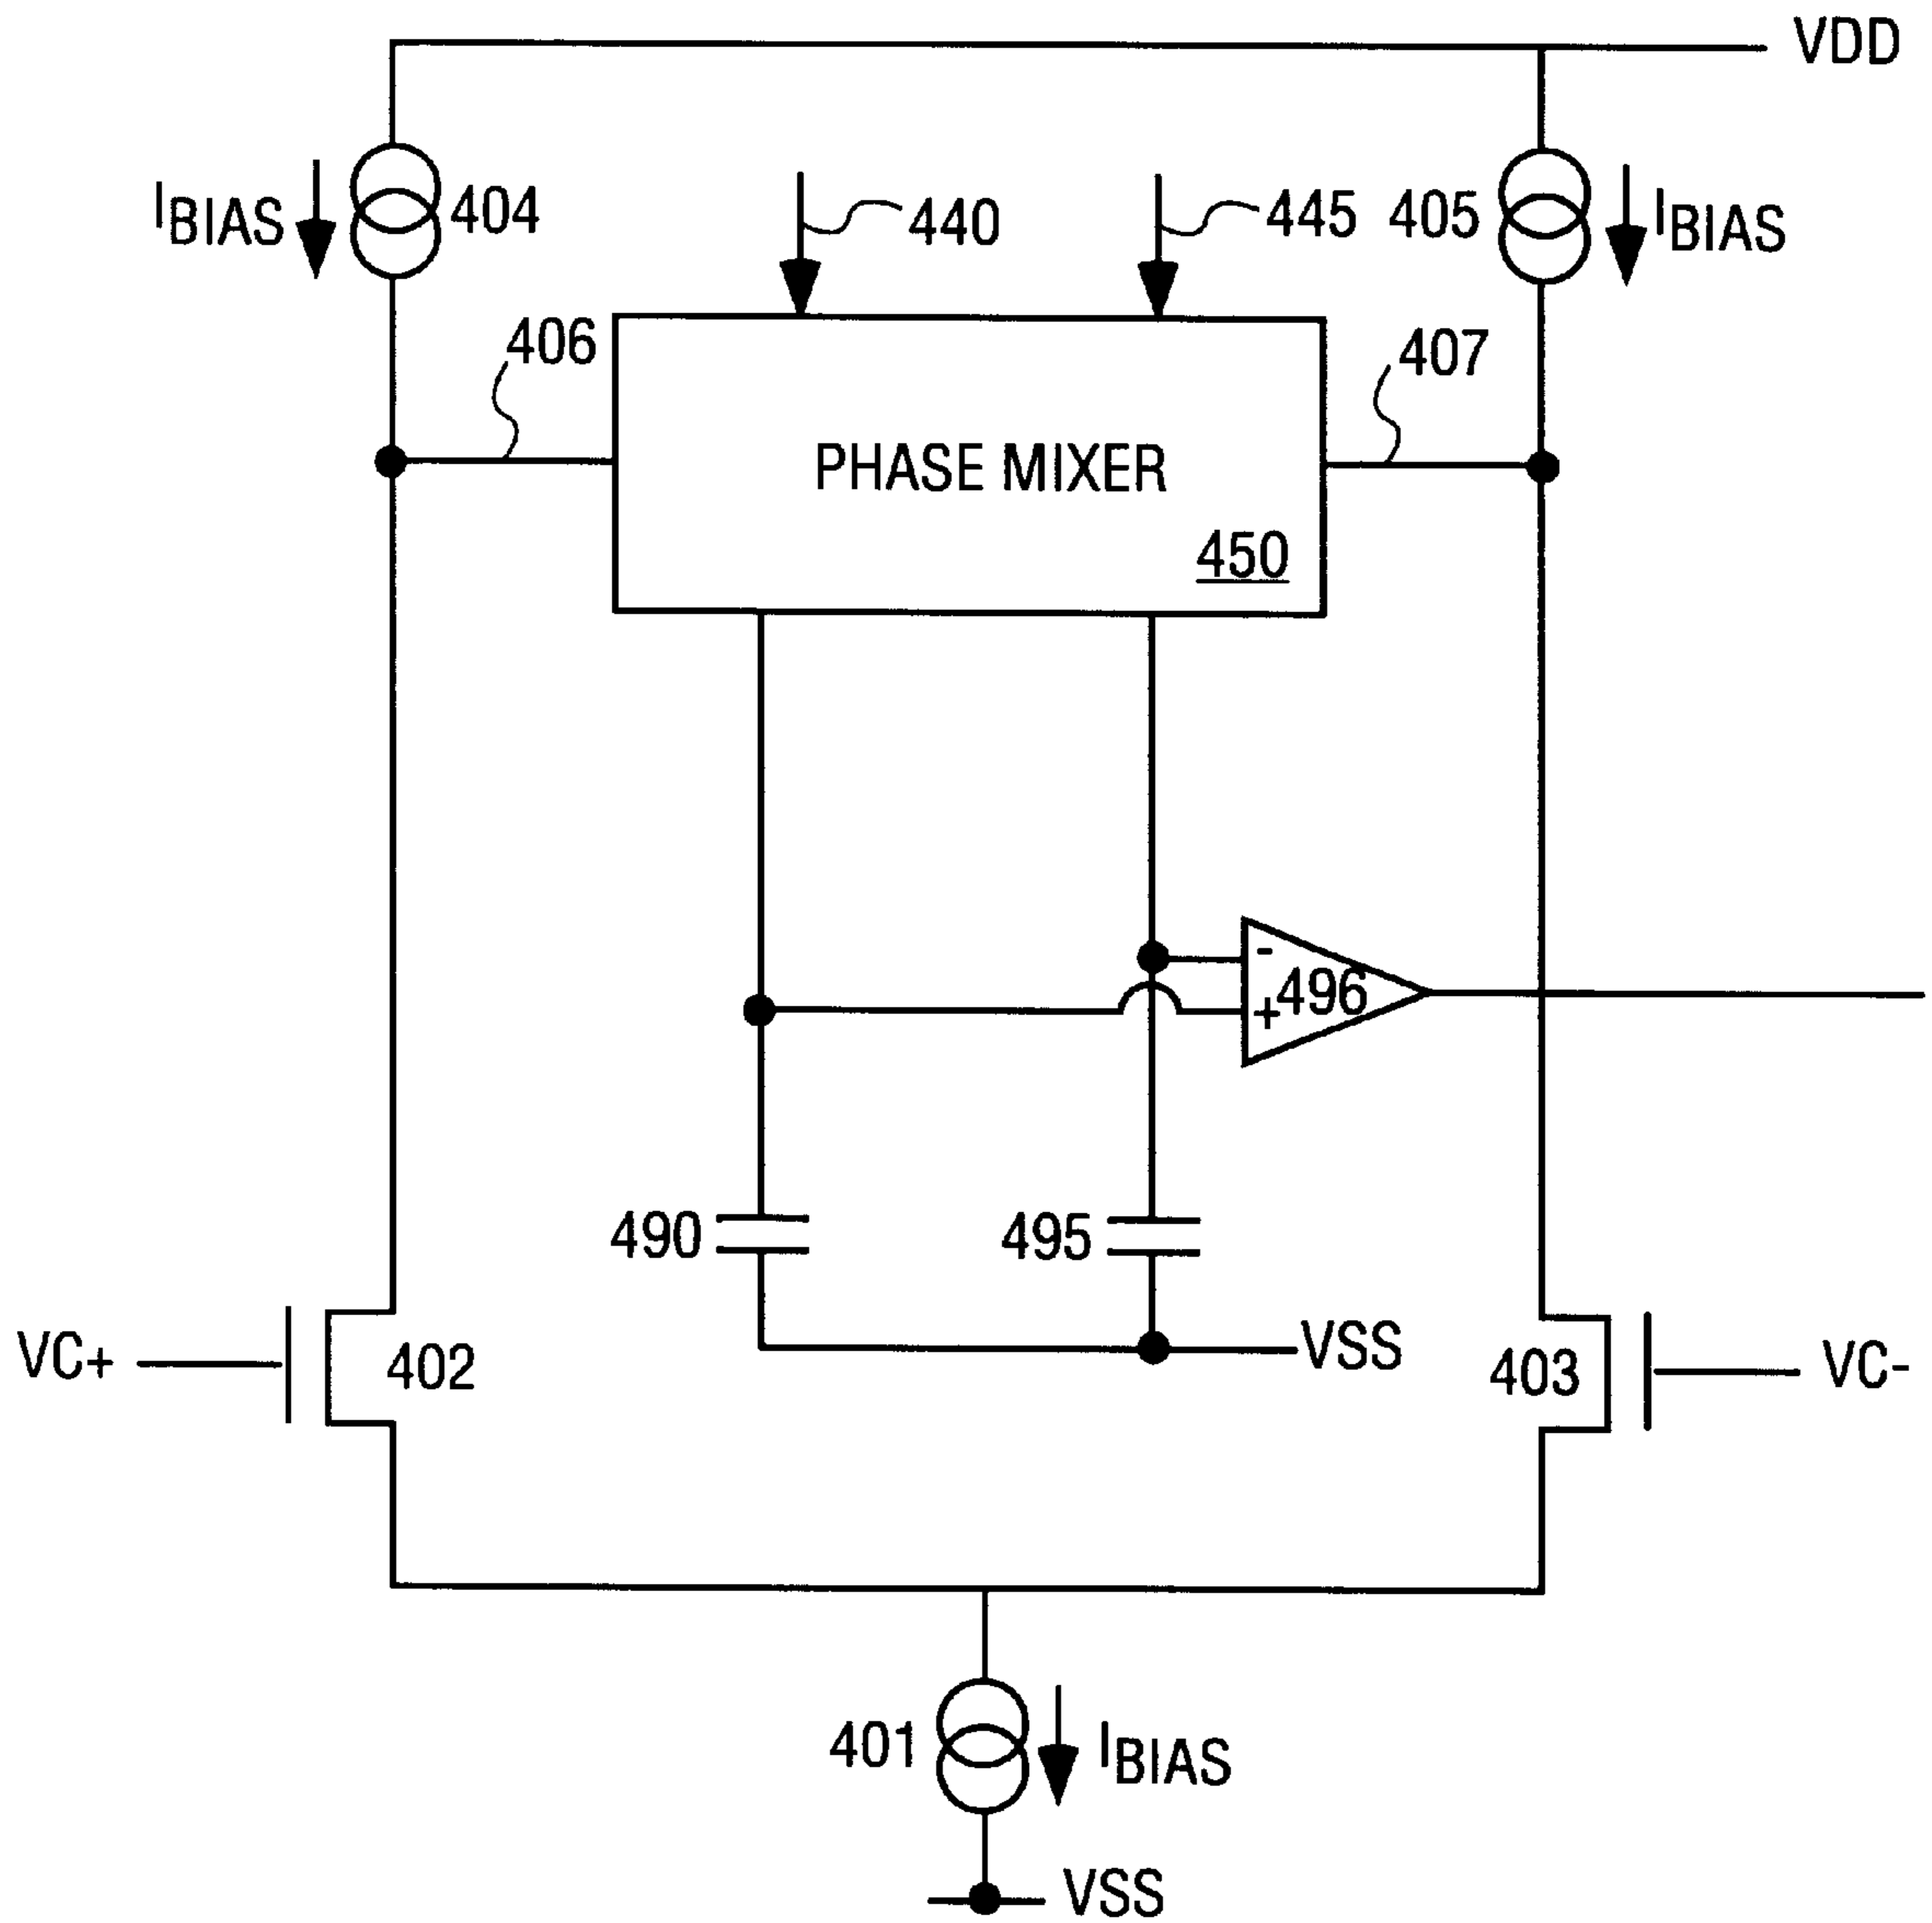 VDD
IBIAS
404
440
445
405
IBIAS
406
407
PHASE MIXER
450
-
496
+
490
495
VC+
402
VSS
403
VC-
401
IBIAS
VSS